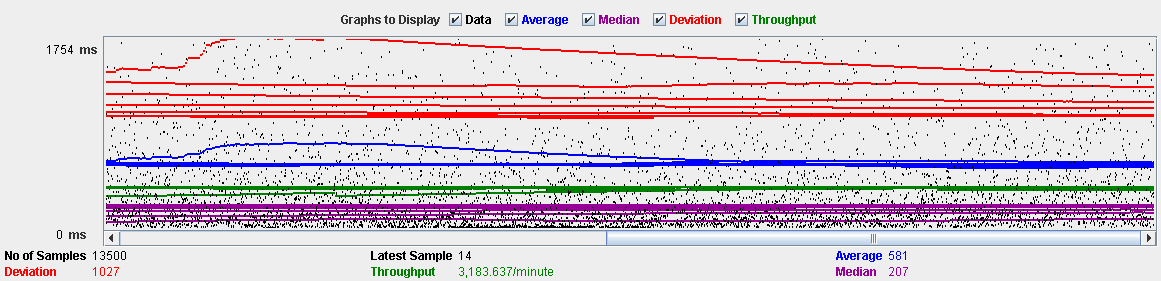 Graphs to Display Data Average Median Deviation Throughput
1754 ms
0 ms
No of Samples 13500 Latest Sample 14 Average 581
Deviation 1027 Throughput 3,183.637/minute Median 207